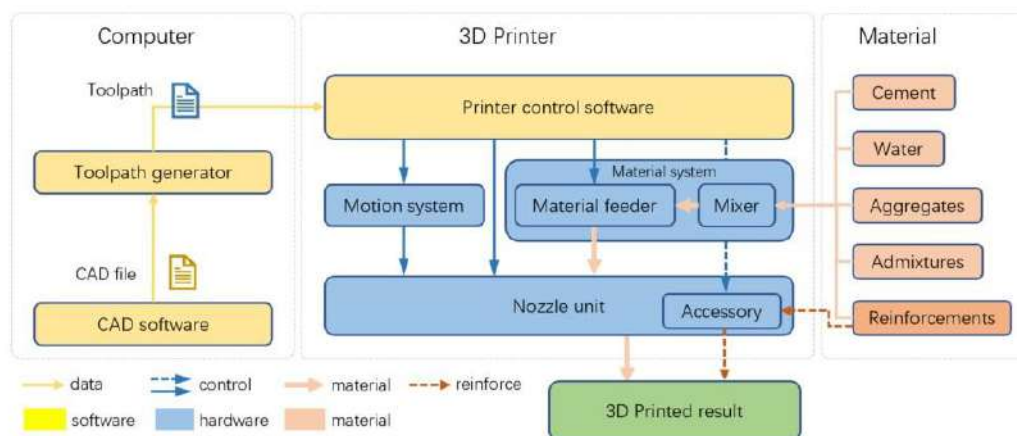 Computer
Toolpath
Toolpath generator
CAD file
CAD software
3D Printer
Printer control software
Motion system
Material system
Material feeder
Mixer
Nozzle unit
Accessory
Material
Cement
Water
Aggregates
Admixtures
Reinforcements
data
control
material
reinforce
software
hardware
material
3D Printed result